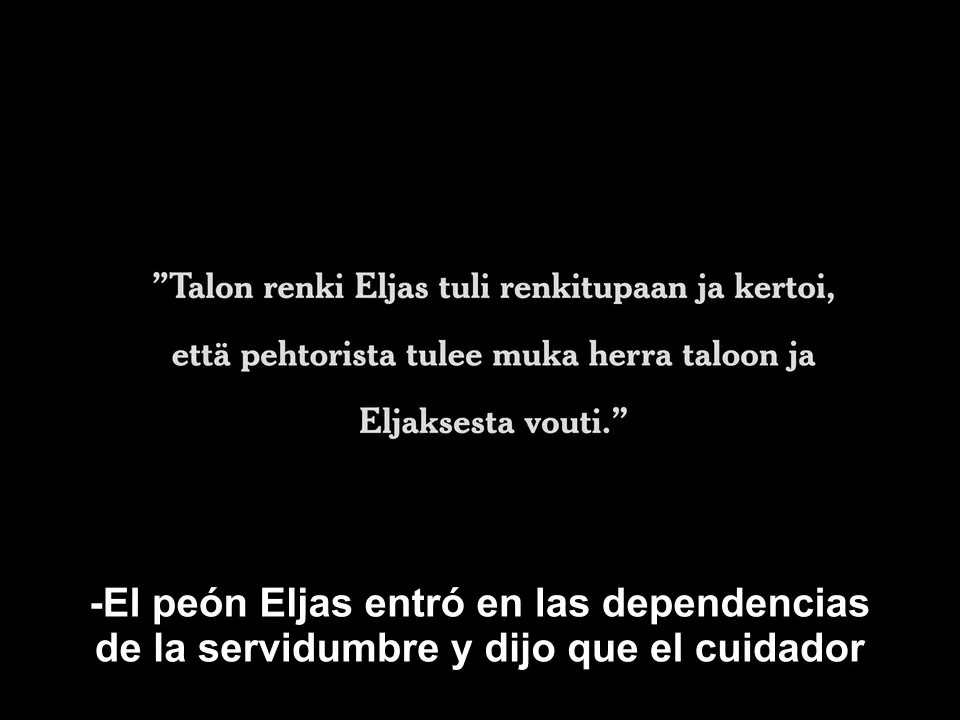 ”Talon renki Eljas tuli renkitupaan ja kertoi,
että pehtorista tulee muka herra taloon ja
Eljaksesta vouti.”
-El peón Eljas entró en las dependencias
de la servidumbre y dijo que el cuidador